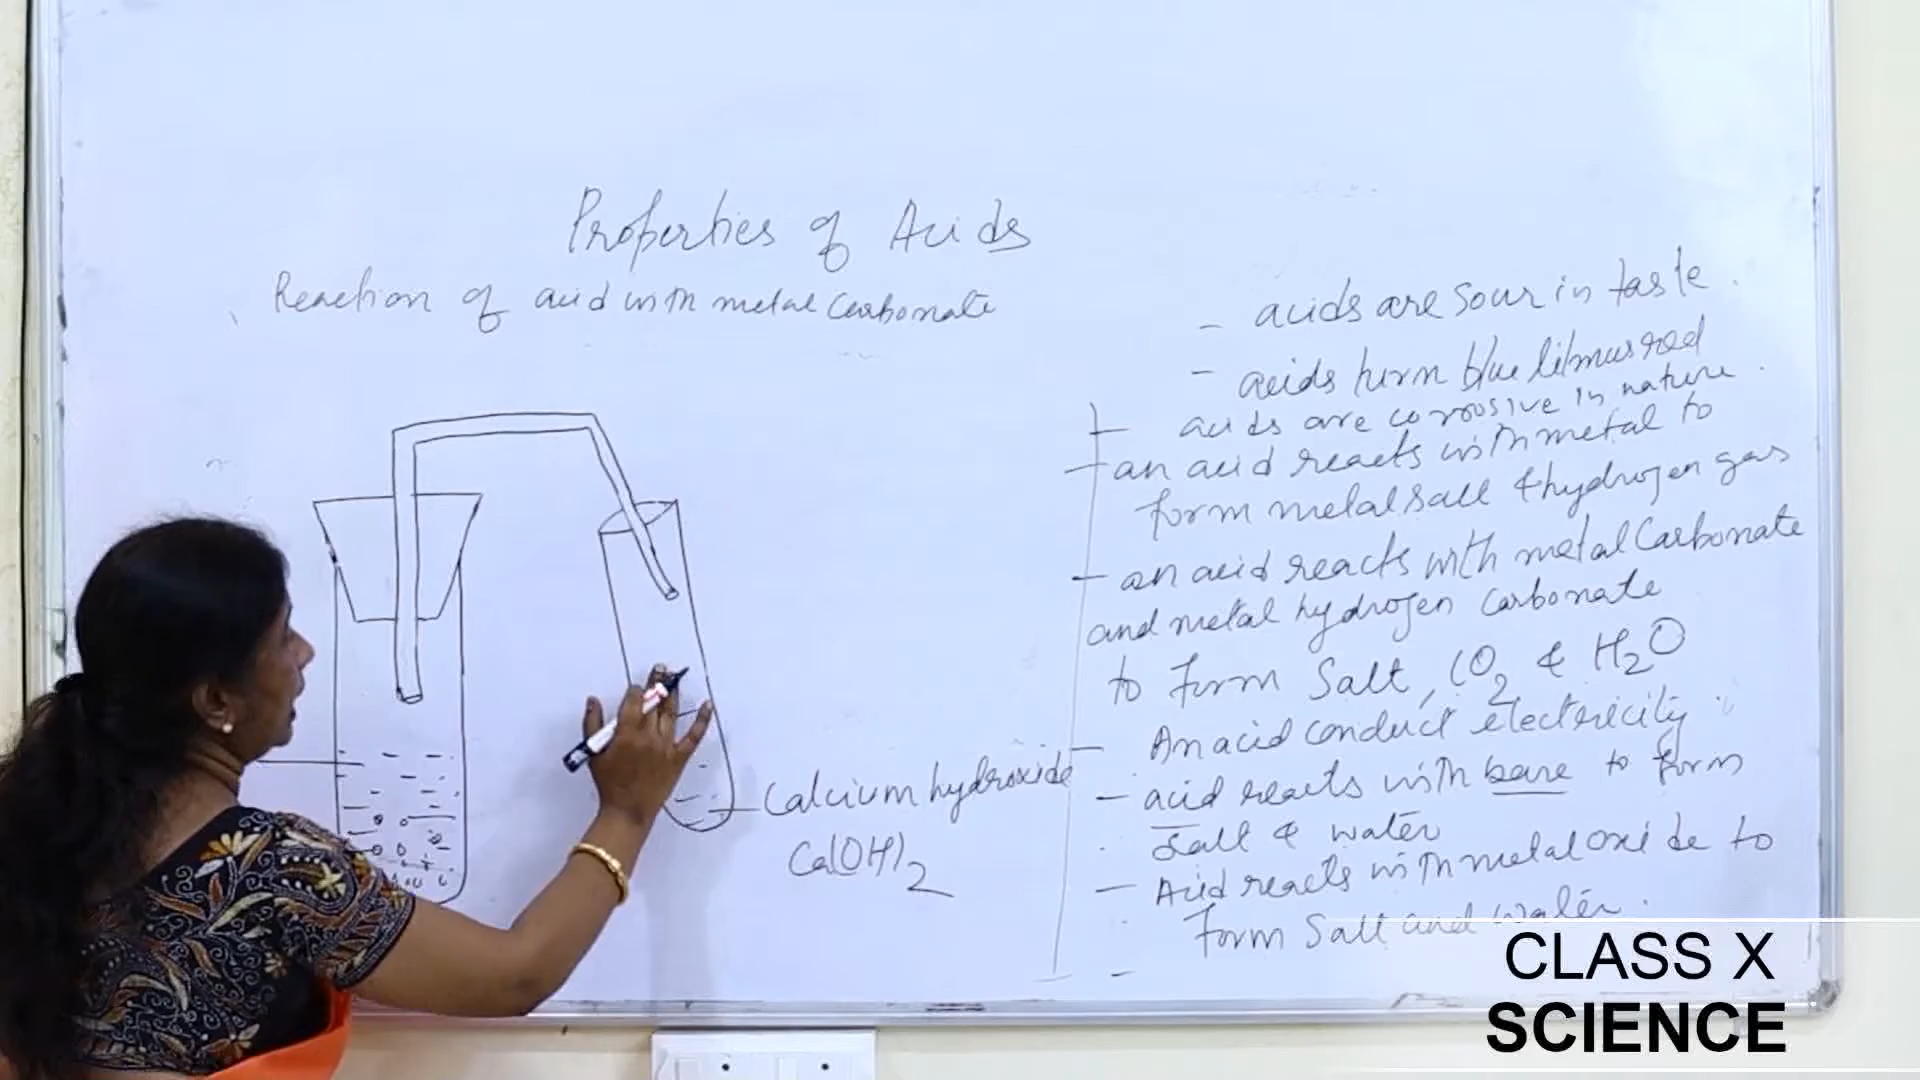 Properties of Acids
Reaction of acid with metal carbonate
Calcium hydroxide
Ca(OH)2
- acids are sour in taste.
- acids turn blue litmus red
- acids are corrosive in nature.
- an acid reacts with metal to
form metal salt & hydrogen gas
- an acid reacts with metal Carbonate
and metal hydrogen carbonate
to form Salt, CO2 & H2O
- An acid conduct electricity
- acid reacts with base to form
Salt & water
- Acid reacts with metal oxide to
form Salt and water.
-
CLASS X
SCIENCE